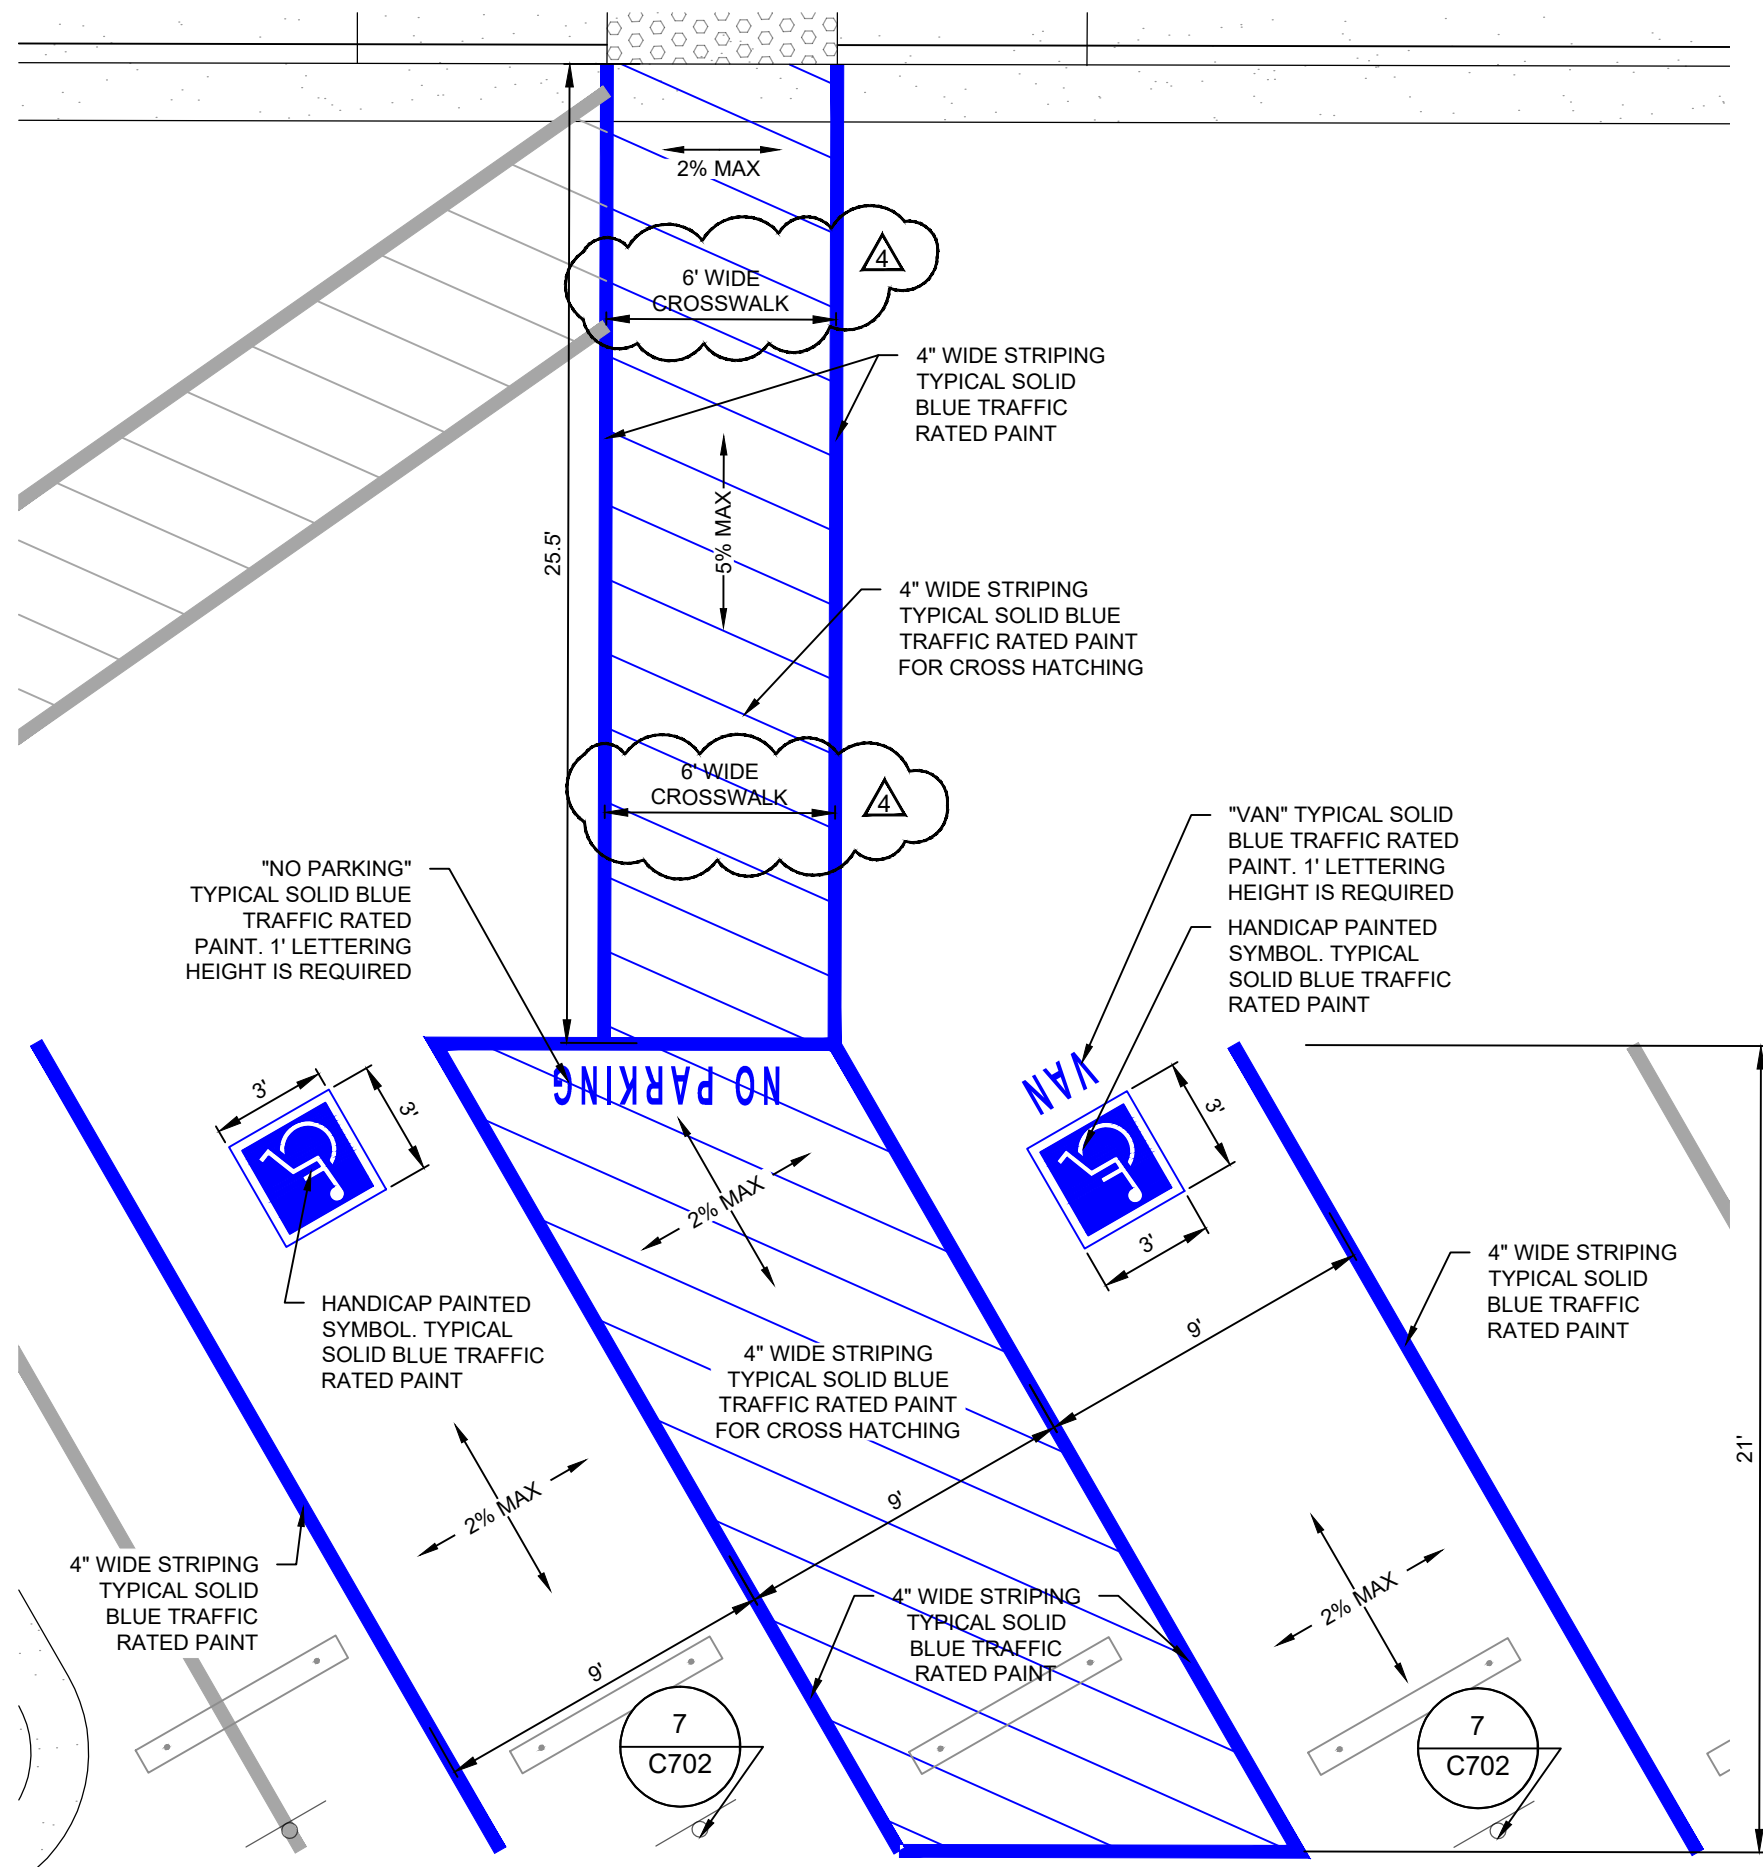 2% MAX
4
6' WIDE
CROSSWALK
4" WIDE STRIPING
TYPICAL SOLID
BLUE TRAFFIC
RATED PAINT
25.5'
5% MAX
4" WIDE STRIPING
TYPICAL SOLID BLUE
TRAFFIC RATED PAINT
FOR CROSS HATCHING
6' WIDE
CROSSWALK
4
"NO PARKING"
TYPICAL SOLID BLUE
TRAFFIC RATED
PAINT. 1' LETTERING
HEIGHT IS REQUIRED
"VAN" TYPICAL SOLID
BLUE TRAFFIC RATED
PAINT. 1' LETTERING
HEIGHT IS REQUIRED
HANDICAP PAINTED
SYMBOL. TYPICAL
SOLID BLUE TRAFFIC
RATED PAINT
3'
3'
NO PARKING
VAN
3'
3'
2% MAX
HANDICAP PAINTED
SYMBOL. TYPICAL
SOLID BLUE TRAFFIC
RATED PAINT
4" WIDE STRIPING
TYPICAL SOLID BLUE
TRAFFIC RATED PAINT
FOR CROSS HATCHING
9'
4" WIDE STRIPING
TYPICAL SOLID
BLUE TRAFFIC
RATED PAINT
21'
2% MAX
9'
4" WIDE STRIPING
TYPICAL SOLID
BLUE TRAFFIC
RATED PAINT
4" WIDE STRIPING
TYPICAL SOLID
BLUE TRAFFIC
RATED PAINT
2% MAX
9'
7
C702
7
C702